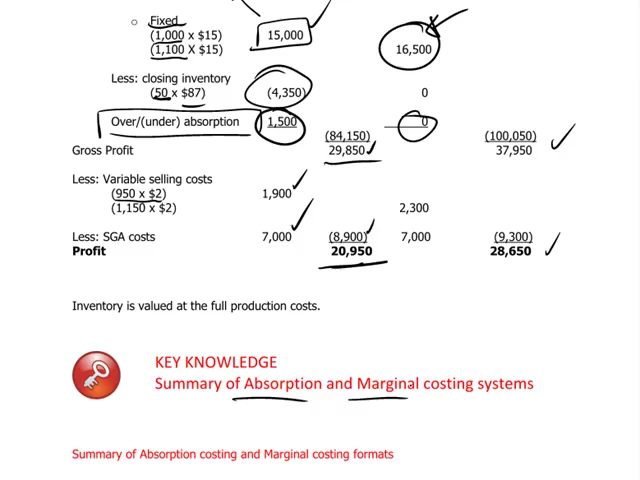 Fixed
(1,000 x $15) 15,000
(1,100 X $15) 16,500
Less: closing inventory
(50 x $87) (4,350) 0
Over/(under) absorption 1,500 0
(84,150) (100,050)
Gross Profit 29,850 37,950
Less: Variable selling costs
(950 x $2) 1,900
(1,150 x $2) 2,300
Less: SGA costs 7,000 (8,900) 7,000 (9,300)
Profit 20,950 28,650
Inventory is valued at the full production costs.
KEY KNOWLEDGE
Summary of Absorption and Marginal costing systems
Summary of Absorption costing and Marginal costing formats